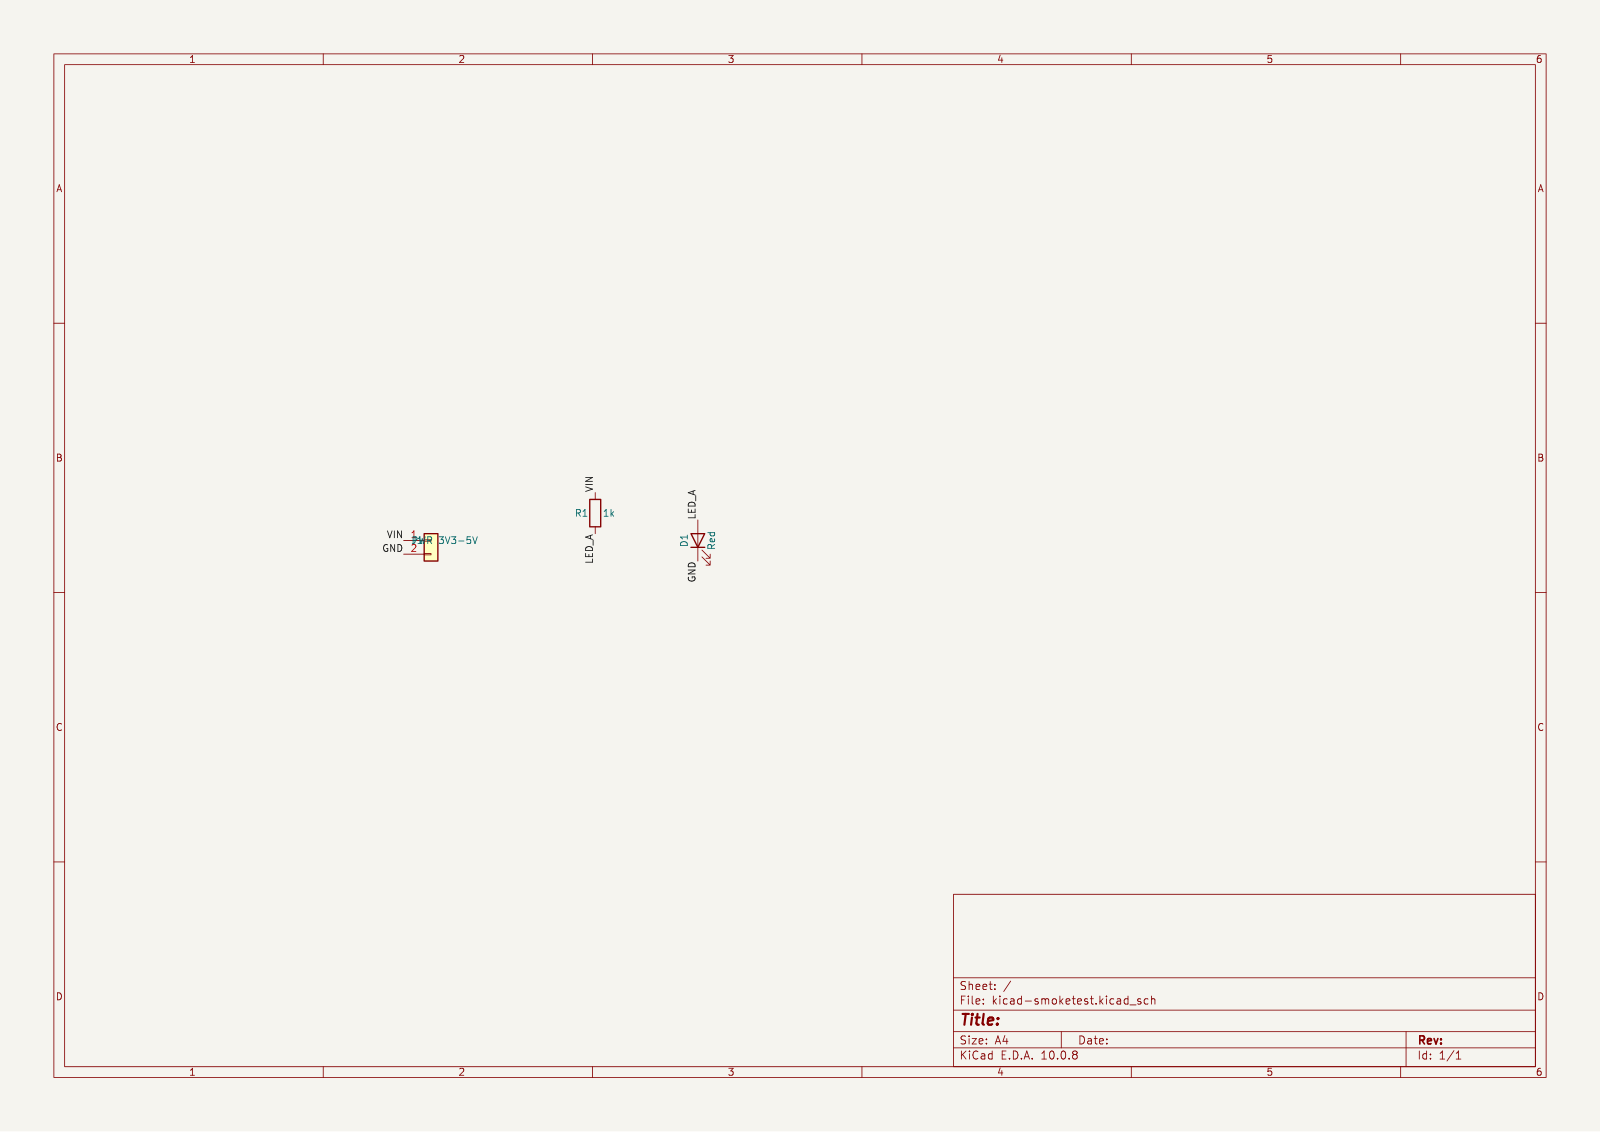 1 2 3 4 5 6
A A
B B
VIN
LED_A
R1 1k
VIN 1
PWR 3V3-5V
GND 2
LED_A
D1
Red
GND
C C
Sheet: /
File: kicad-smoketest.kicad_sch
D D
Title:
Size: A4 Date: Rev:
KiCad E.D.A. 10.0.8 Id: 1/1
1 2 3 4 5 6